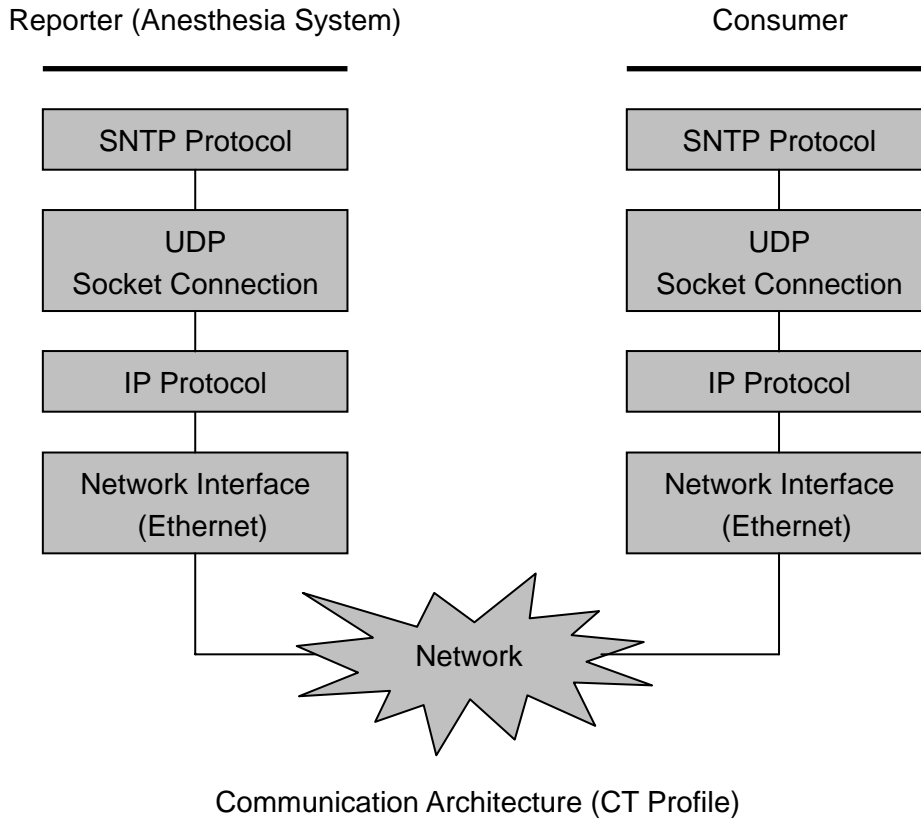 Reporter (Anesthesia System)
SNTP Protocol
UDP
Socket Connection
IP Protocol
Network Interface
(Ethernet)
Consumer
SNTP Protocol
UDP
Socket Connection
IP Protocol
Network Interface
(Ethernet)
Network
Communication Architecture (CT Profile)